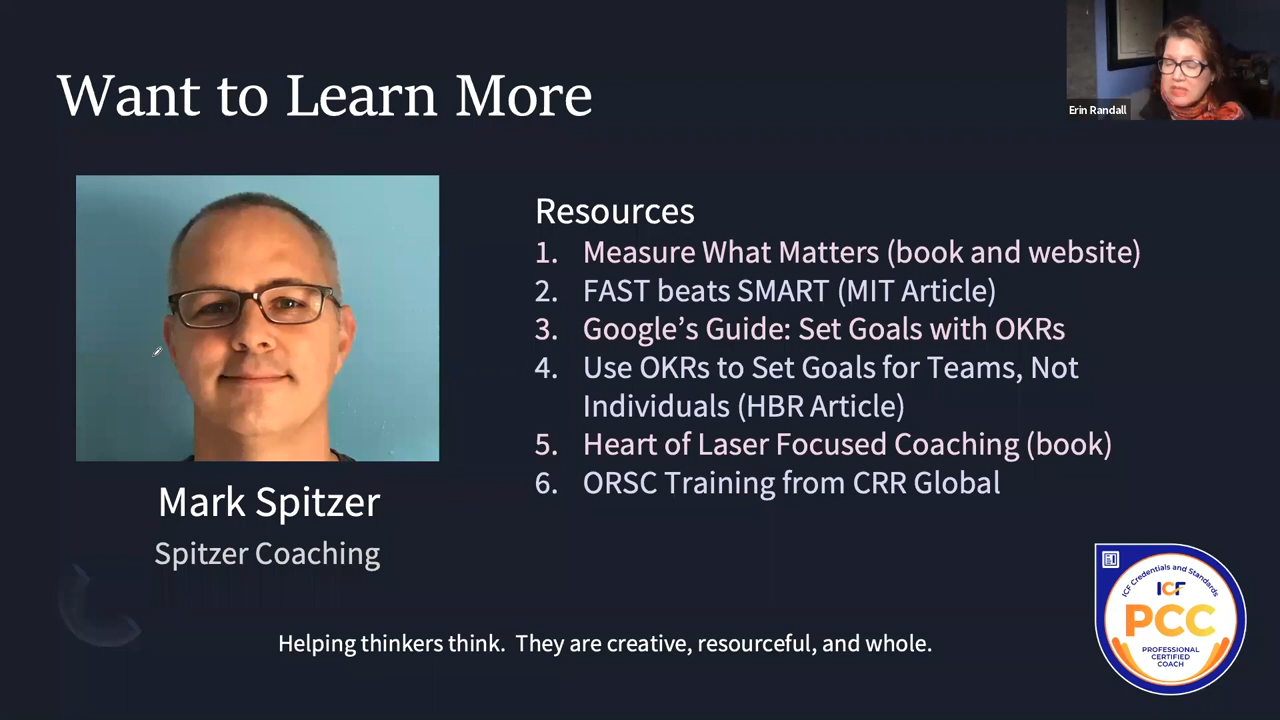 Want to Learn More
Erin Randall
Resources
1. Measure What Matters (book and website)
2. FAST beats SMART (MIT Article)
3. Google’s Guide: Set Goals with OKRs
4. Use OKRs to Set Goals for Teams, Not
Individuals (HBR Article)
5. Heart of Laser Focused Coaching (book)
6. ORSC Training from CRR Global
Mark Spitzer
Spitzer Coaching
Helping thinkers think.  They are creative, resourceful, and whole.
ICF Credentials and Standards
ICF
PCC
PROFESSIONAL
CERTIFIED
COACH